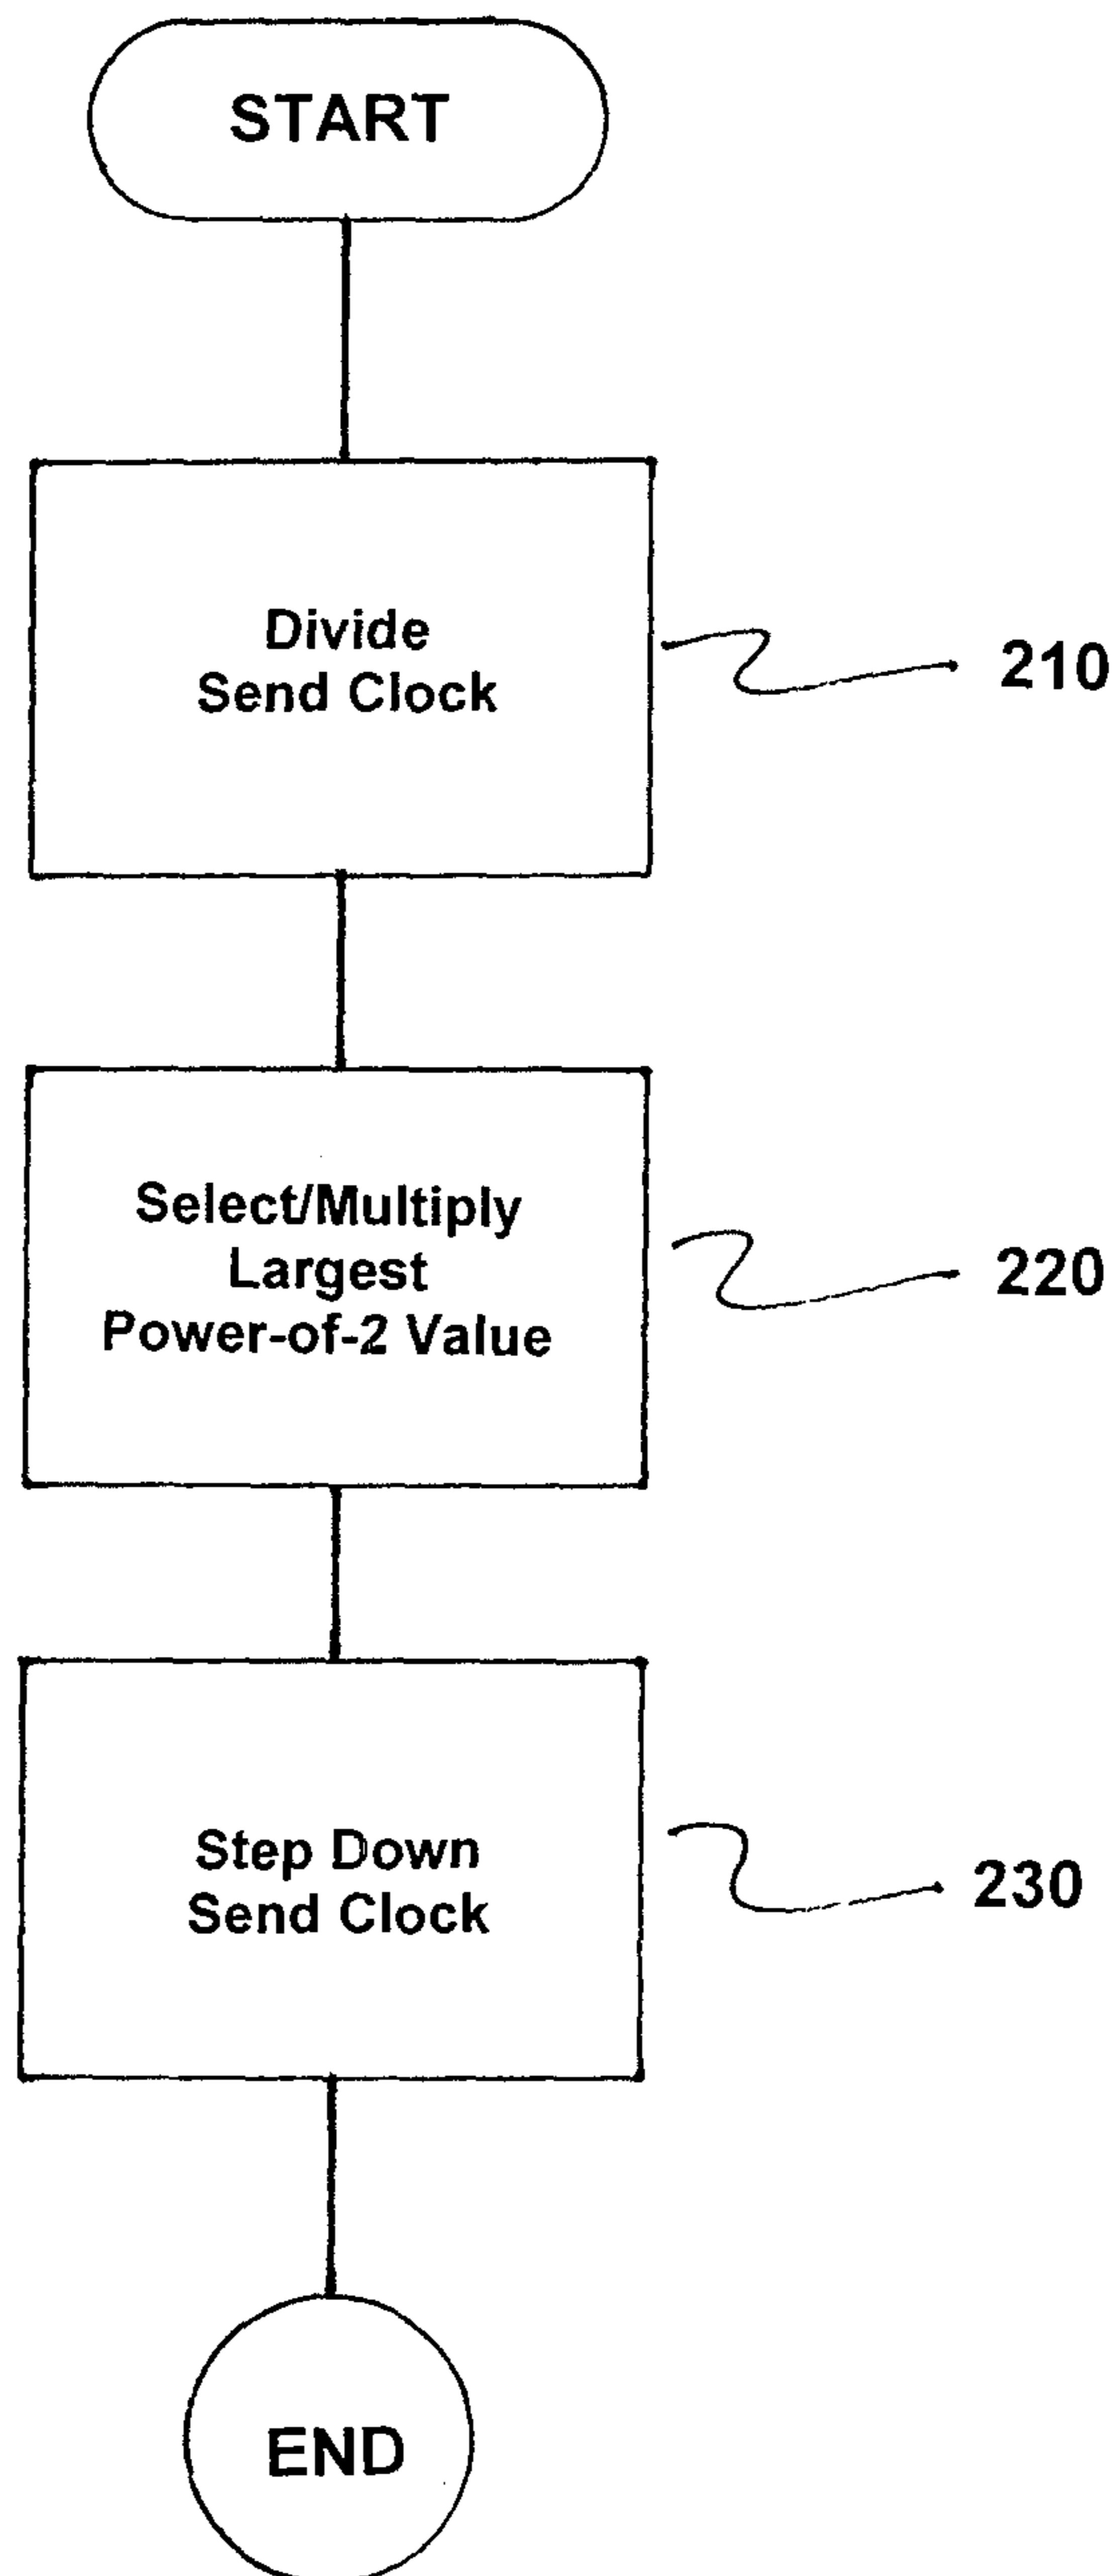 START
Divide
Send Clock
210
Select/Multiply
Largest
Power-of-2 Value
220
Step Down
Send Clock
230
END